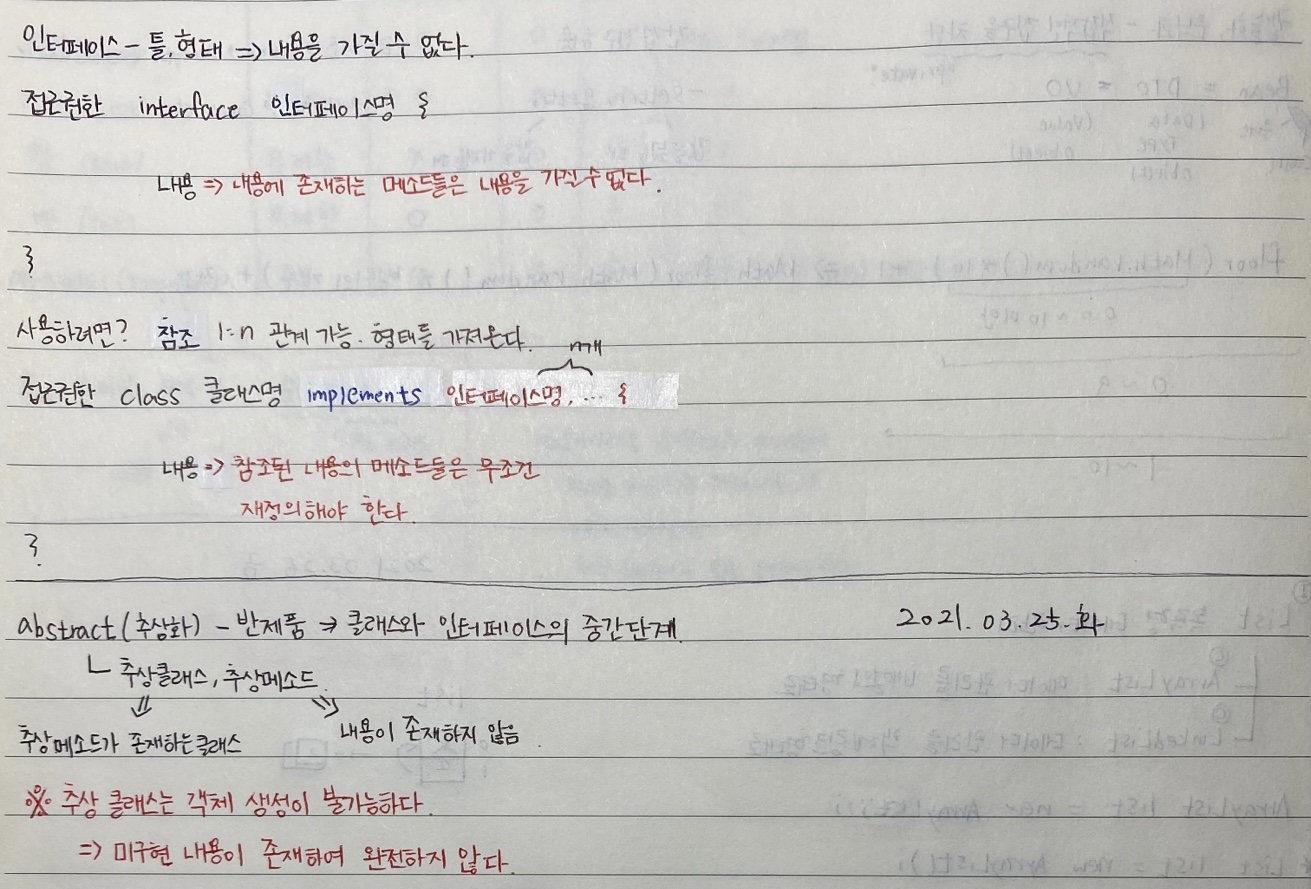 인터페이스 - 틀, 형태 => 내용을 가질 수 없다.
접근권한 interface 인터페이스명 {
내용 => 내용에 존재하는 메소드들은 내용을 가질 수 없다.
}
사용하려면? 참조 1:n 관계 가능. 형태를 가져온다.
n개
접근권한 class 클래스명 implements 인터페이스명, … {
내용 => 참조된 내용의 메소드들은 무조건
재정의해야 한다.
}
abstract (추상화) - 반제품 → 클래스와 인터페이스의 중간단계. 2021. 03. 25. 화
ㄴ 추상클래스, 추상메소드
⇓ ⇘
추상메소드가 존재하는 클래스 내용이 존재하지 않음.
※ 추상 클래스는 객체 생성이 불가능하다.
=> 미구현 내용이 존재하여 완전하지 않다.